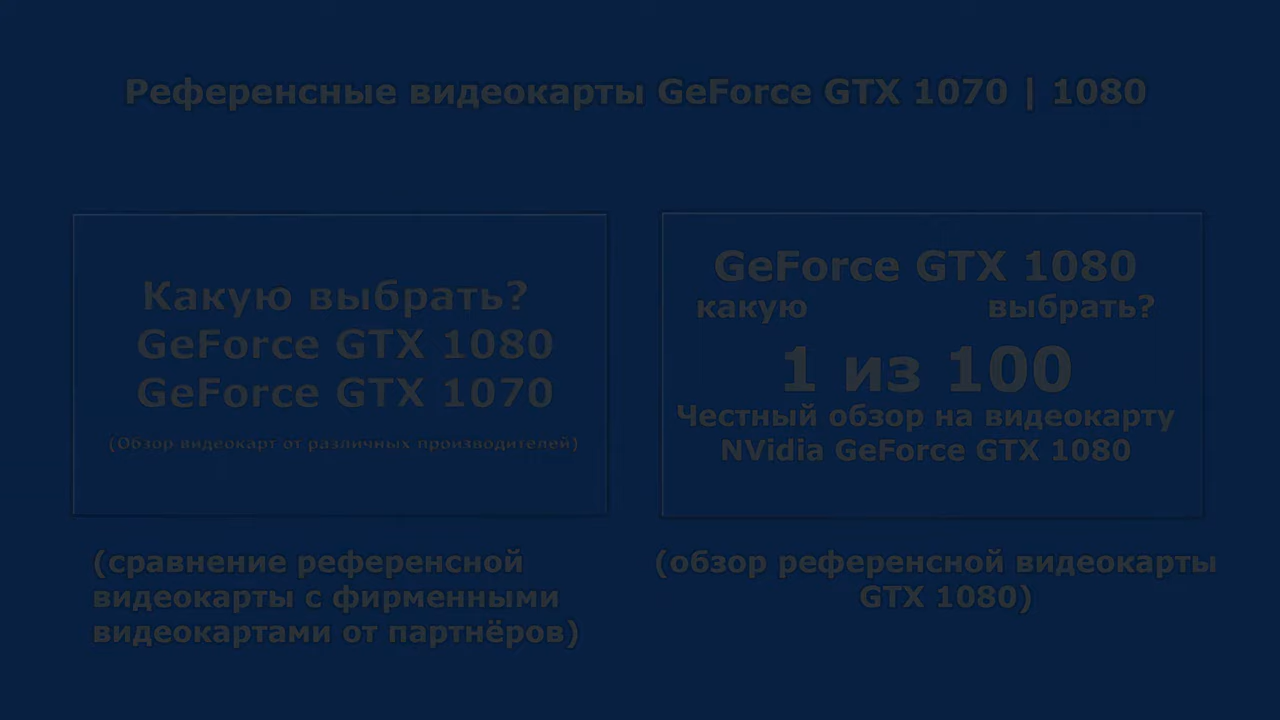 Референсные видеокарты GeForce GTX 1070 | 1080
Какую выбрать?
GeForce GTX 1080
GeForce GTX 1070
(Обзор видеокарт от различных производителей)
(сравнение референсной
видеокарты с фирменными
видеокартами от партнёров)
GeForce GTX 1080
какую выбрать?
1 из 100
Честный обзор на видеокарту
NVidia GeForce GTX 1080
(обзор референсной видеокарты
GTX 1080)